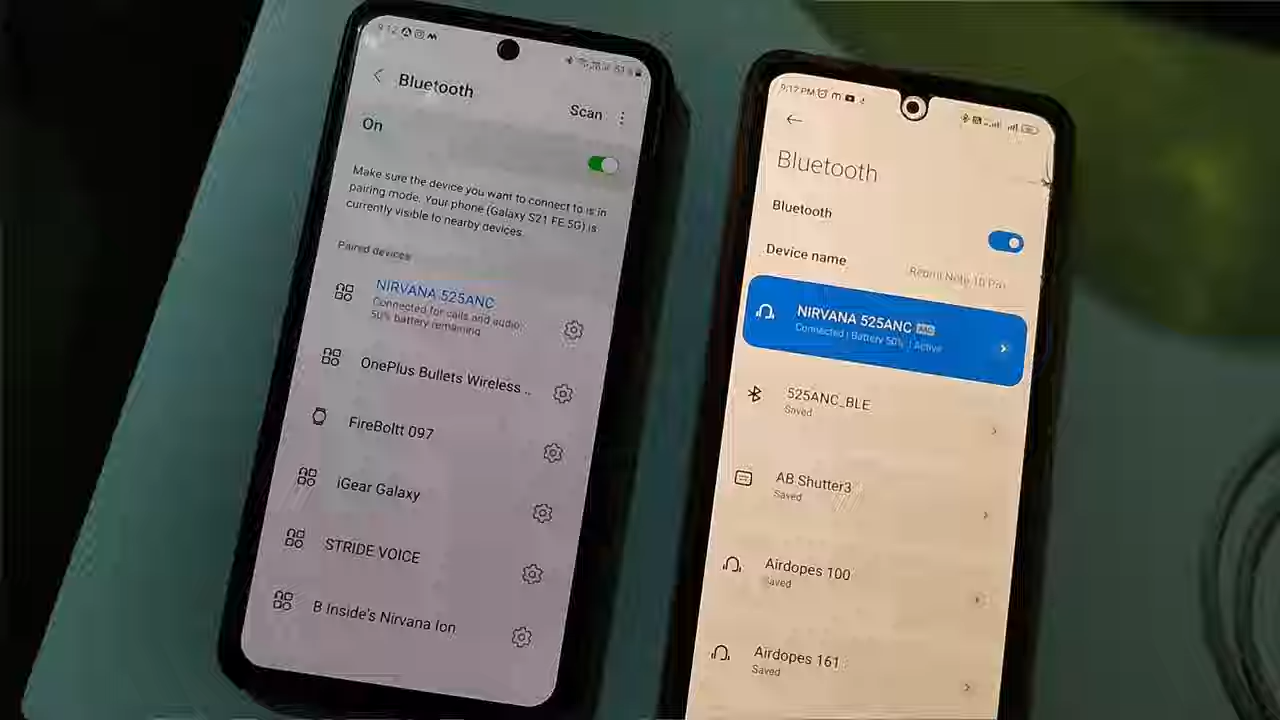 9:12
Bluetooth
Scan
On
Make sure the device you want to connect to is in
pairing mode. Your phone (Galaxy S21 FE 5G) is
currently visible to nearby devices.
Paired devices
NIRVANA 525ANC
Connected for calls and audio:
50% battery remaining
OnePlus Bullets Wireless ..
FireBoltt 097
iGear Galaxy
STRIDE VOICE
B Inside's Nirvana Ion
9:12 PM
Bluetooth
Bluetooth
Device name
Redmi Note 10 Pro
NIRVANA 525ANC AAC
Connected | Battery 50% | Active
525ANC_BLE
Saved
AB Shutter3
Saved
Airdopes 100
Saved
Airdopes 161
Saved